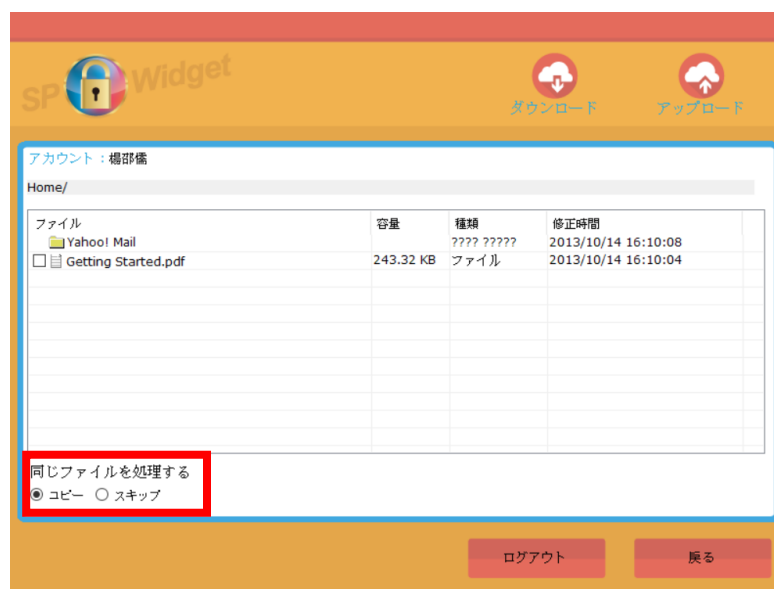 SP Widget
ダウンロード アップロード
アカウント：楊邵儒
Home/
ファイル 容量 種類 修正時間
Yahoo! Mail ???? ????? 2013/10/14 16:10:08
Getting Started.pdf 243.32 KB ファイル 2013/10/14 16:10:04
同じファイルを処理する
コピー スキップ
ログアウト 戻る